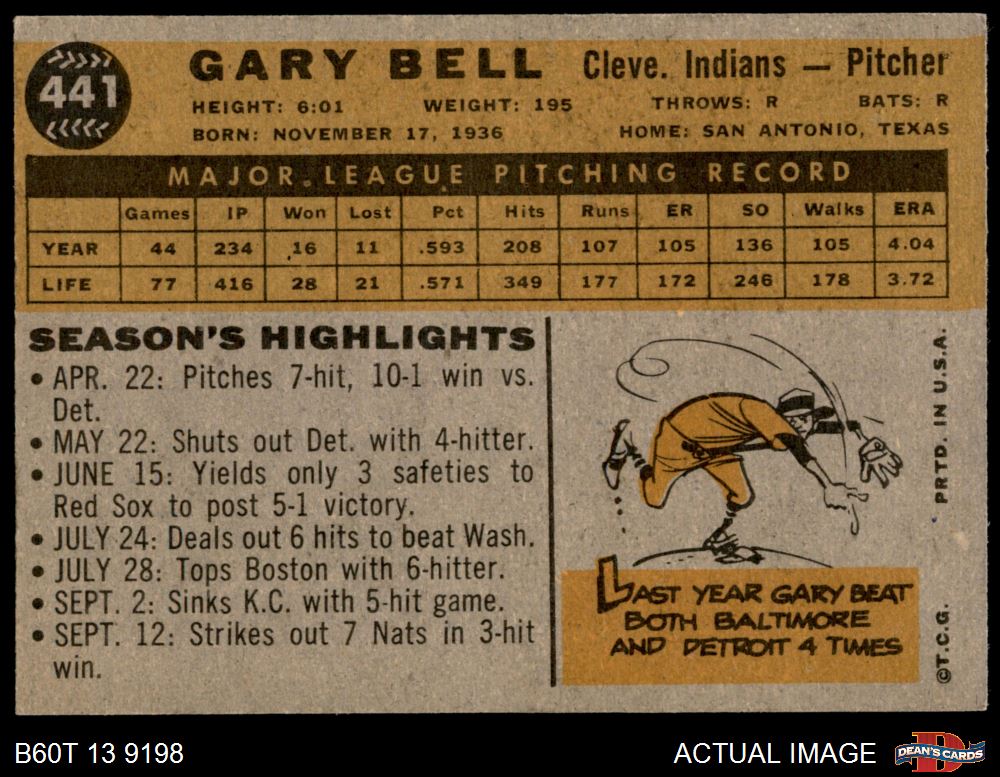 441
GARY BELL Cleve. Indians — Pitcher
HEIGHT: 6:01 WEIGHT: 195 THROWS: R BATS: R
BORN: NOVEMBER 17, 1936 HOME: SAN ANTONIO, TEXAS
MAJOR LEAGUE PITCHING RECORD
Games IP Won Lost Pct Hits Runs ER SO Walks ERA
YEAR 44 234 16 11 .593 208 107 105 136 105 4.04
LIFE 77 416 28 21 .571 349 177 172 246 178 3.72
SEASON'S HIGHLIGHTS
• APR. 22: Pitches 7-hit, 10-1 win vs.
Det.
• MAY 22: Shuts out Det. with 4-hitter.
• JUNE 15: Yields only 3 safeties to
Red Sox to post 5-1 victory.
• JULY 24: Deals out 6 hits to beat Wash.
• JULY 28: Tops Boston with 6-hitter.
• SEPT. 2: Sinks K.C. with 5-hit game.
• SEPT. 12: Strikes out 7 Nats in 3-hit
win.
LAST YEAR GARY BEAT
BOTH BALTIMORE
AND DETROIT 4 TIMES
©T.C.G. PRTD. IN U.S.A.
B60T 13 9198
ACTUAL IMAGE
D
DEAN'S CARDS